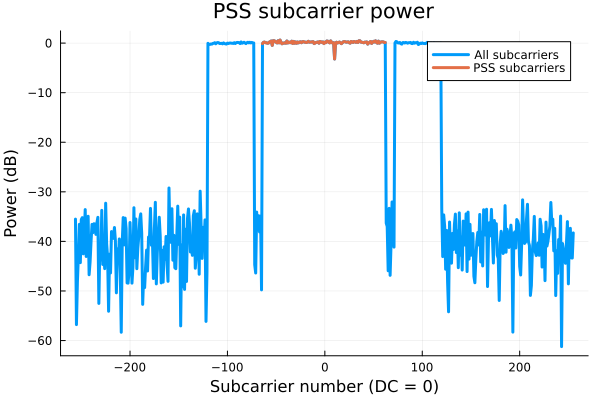 PSS subcarrier power
All subcarriers
PSS subcarriers
Power (dB)
0
−10
−20
−30
−40
−50
−60
−200
−100
0
100
200
Subcarrier number (DC = 0)